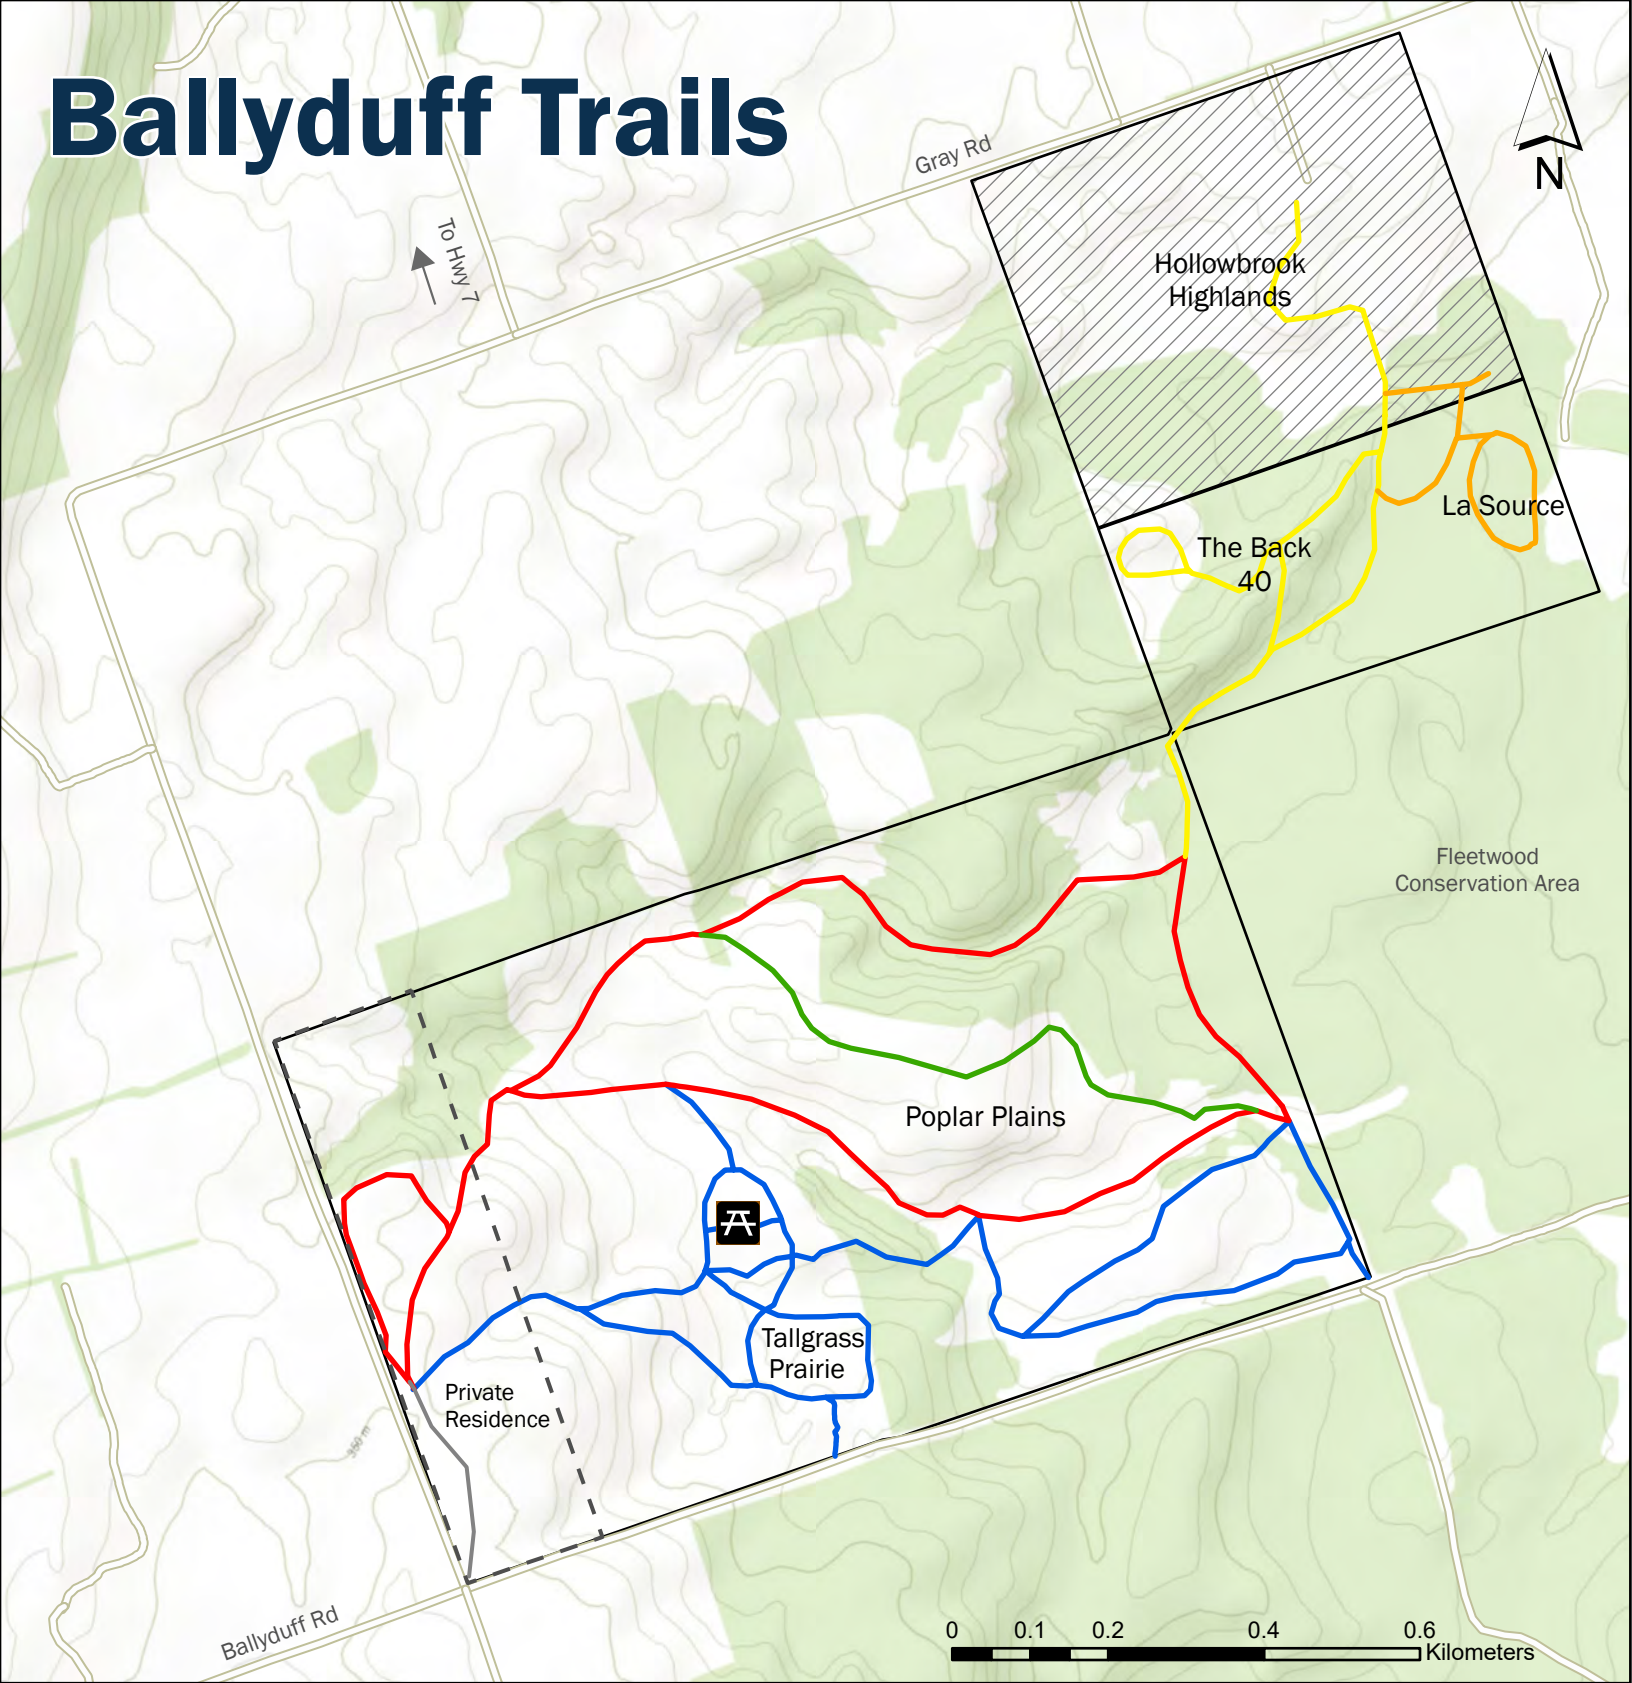 Ballyduff Trails
Gray Rd
N
To Hwy 7
Hollowbrook
Highlands
La Source
The Back
40
Fleetwood
Conservation Area
Poplar Plains
Tallgrass
Prairie
Private
Residence
350 m
Ballyduff Rd
0 0.1 0.2 0.4 0.6
Kilometers